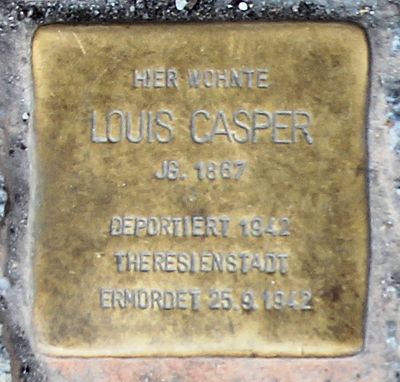 HIER WOHNTE
LOUIS CASPER
JG. 1867
DEPORTIERT 1942
THERESIENSTADT
ERMORDET 25.9.1942